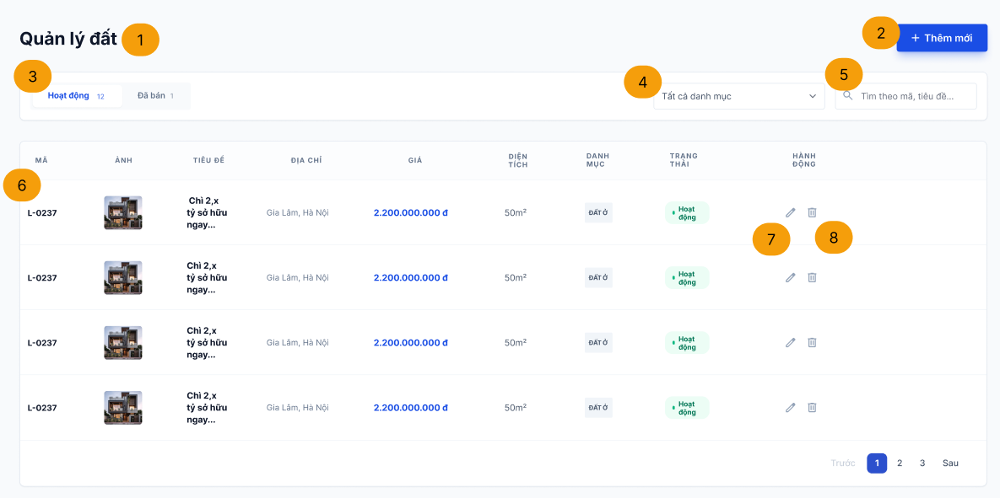 Quản lý đất 1
2 + Thêm mới
3 4 5
Hoạt động 12 Đã bán 1 Tất cả danh mục Tìm theo mã, tiêu đề...
MÃ ẢNH TIÊU ĐỀ ĐỊA CHỈ GIÁ DIỆN TÍCH DANH MỤC TRẠNG THÁI HÀNH ĐỘNG
6
L-0237 Chỉ 2,x tỷ sở hữu ngay... Gia Lâm, Hà Nội 2.200.000.000 đ 50m² ĐẤT Ở Hoạt động
7 8
L-0237 Chỉ 2,x tỷ sở hữu ngay... Gia Lâm, Hà Nội 2.200.000.000 đ 50m² ĐẤT Ở Hoạt động
L-0237 Chỉ 2,x tỷ sở hữu ngay... Gia Lâm, Hà Nội 2.200.000.000 đ 50m² ĐẤT Ở Hoạt động
L-0237 Chỉ 2,x tỷ sở hữu ngay... Gia Lâm, Hà Nội 2.200.000.000 đ 50m² ĐẤT Ở Hoạt động
Trước 1 2 3 Sau